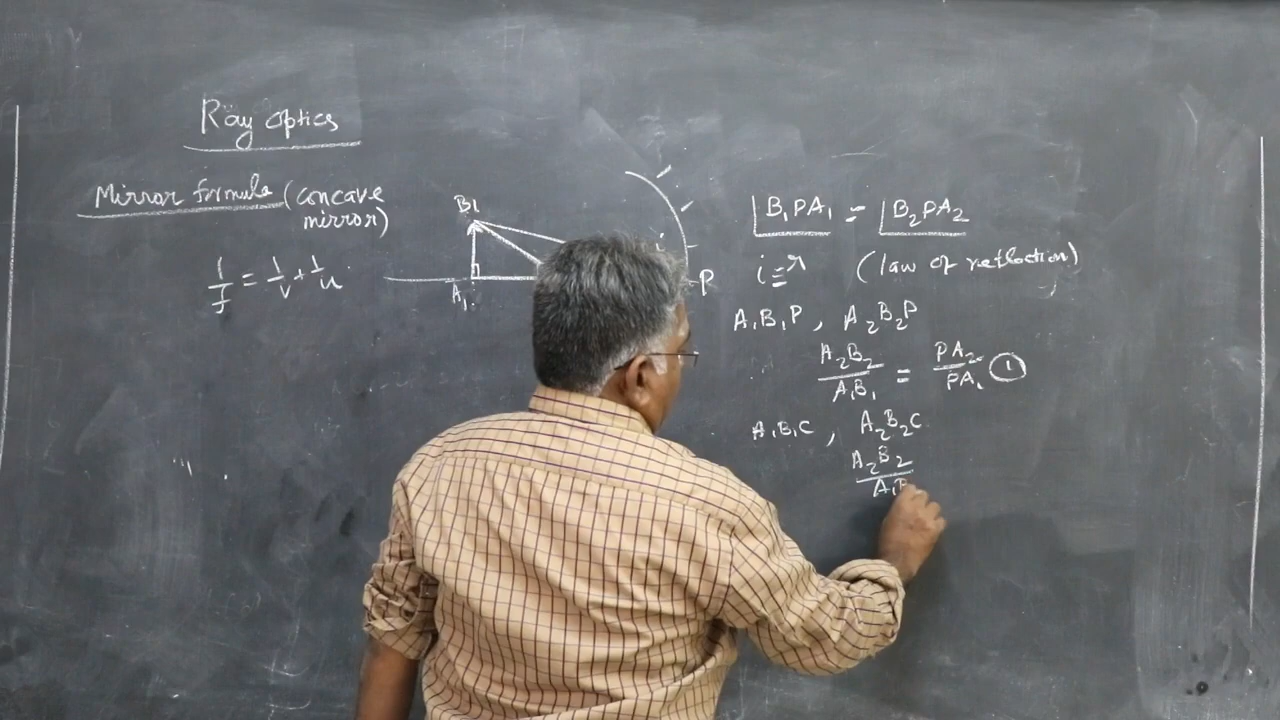 Ray optics
Mirror formula (concave
mirror)
1/f = 1/v + 1/u
B1
A1
i
P
∠B1PA1 = ∠B2PA2
i = r (law of reflection)
A1B1P , A2B2P
A2B2/A1B1 = PA2/PA1 ①
A1B1C , A2B2C
A2B2/A1B